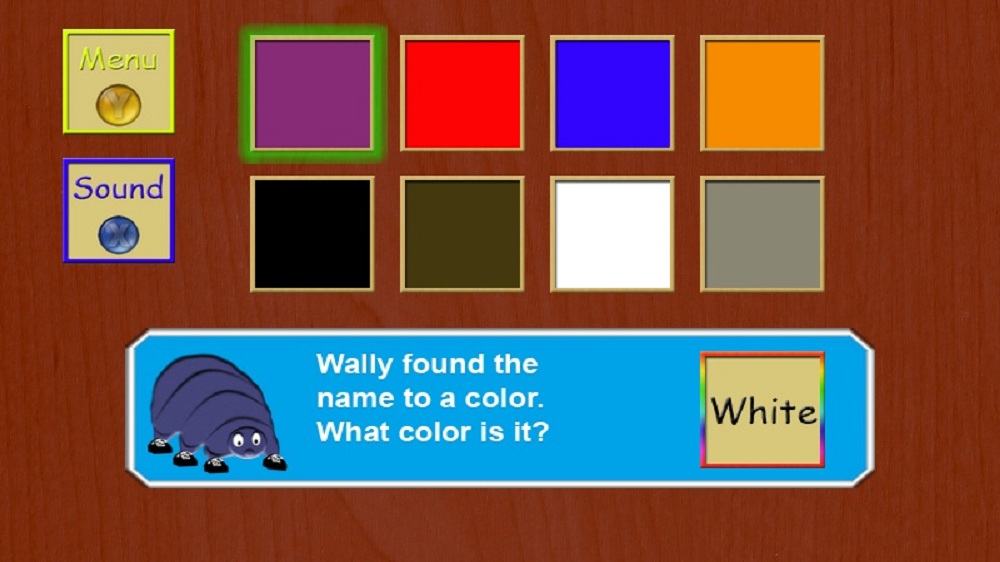 Menu
Y
Sound
X
Wally found the
name to a color.
What color is it?
White